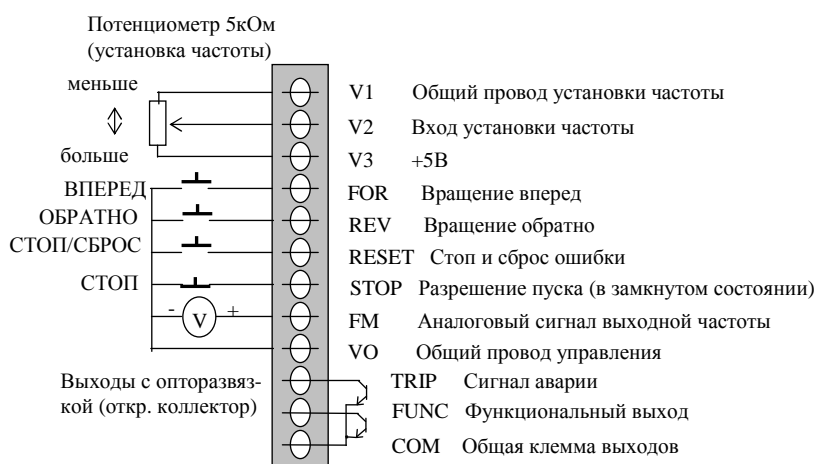 Потенциометр 5кОм
(установка частоты)
меньше
V1 Общий провод установки частоты
V2 Вход установки частоты
больше
V3 +5В
ВПЕРЕД
FOR Вращение вперед
ОБРАТНО
REV Вращение обратно
СТОП/СБРОС
RESET Стоп и сброс ошибки
СТОП
STOP Разрешение пуска (в замкнутом состоянии)
- V +
FM Аналоговый сигнал выходной частоты
VO Общий провод управления
Выходы с опторазвяз-
кой (откр. коллектор)
TRIP Сигнал аварии
FUNC Функциональный выход
COM Общая клемма выходов